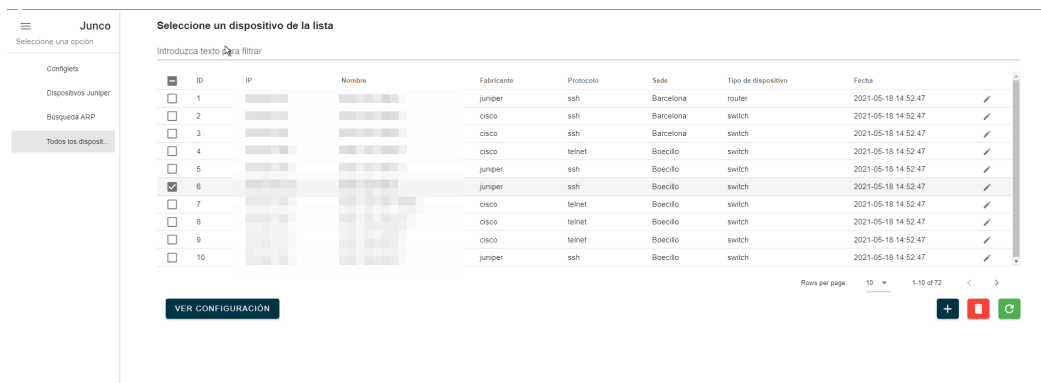 Junco
Seleccione una opción
Configlets
Dispositivos Juniper
Búsqueda ARP
Todos los disposit...
Seleccione un dispositivo de la lista
Introduzca texto para filtrar
ID IP Nombre Fabricante Protocolo Sede Tipo de dispositivo Fecha
1 juniper ssh Barcelona router 2021-05-18 14:52:47
2 cisco ssh Barcelona switch 2021-05-18 14:52:47
3 cisco ssh Barcelona switch 2021-05-18 14:52:47
4 cisco telnet Boecillo switch 2021-05-18 14:52:47
5 juniper ssh Boecillo switch 2021-05-18 14:52:47
6 juniper ssh Boecillo switch 2021-05-18 14:52:47
7 cisco telnet Boecillo switch 2021-05-18 14:52:47
8 cisco telnet Boecillo switch 2021-05-18 14:52:47
9 cisco telnet Boecillo switch 2021-05-18 14:52:47
10 juniper ssh Boecillo switch 2021-05-18 14:52:47
Rows per page: 10 1-10 of 72
VER CONFIGURACIÓN